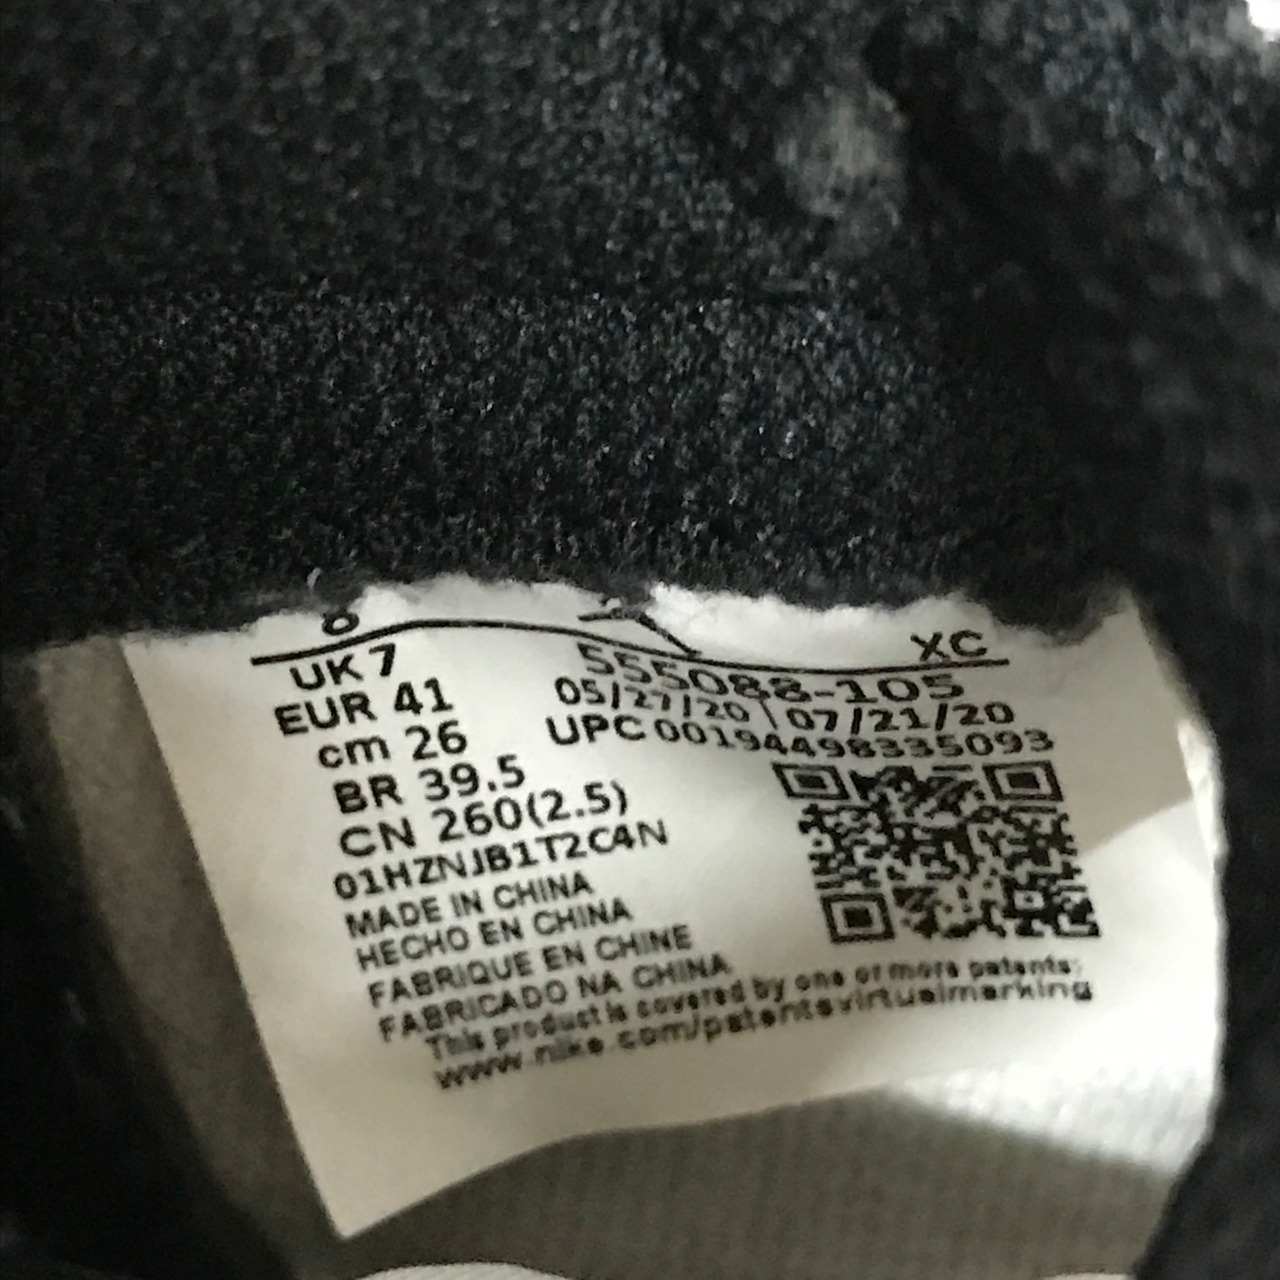 UK 7
EUR 41
cm 26
BR 39.5
CN 260(2.5)
01HZNJB1T2C4N
XC
555088-105
05/27/20 | 07/21/20
UPC 00194498335093
MADE IN CHINA
HECHO EN CHINA
FABRIQUE EN CHINE
FABRICADO NA CHINA
This product is covered by one or more patents:
www.nike.com/patentsvirtualmarking